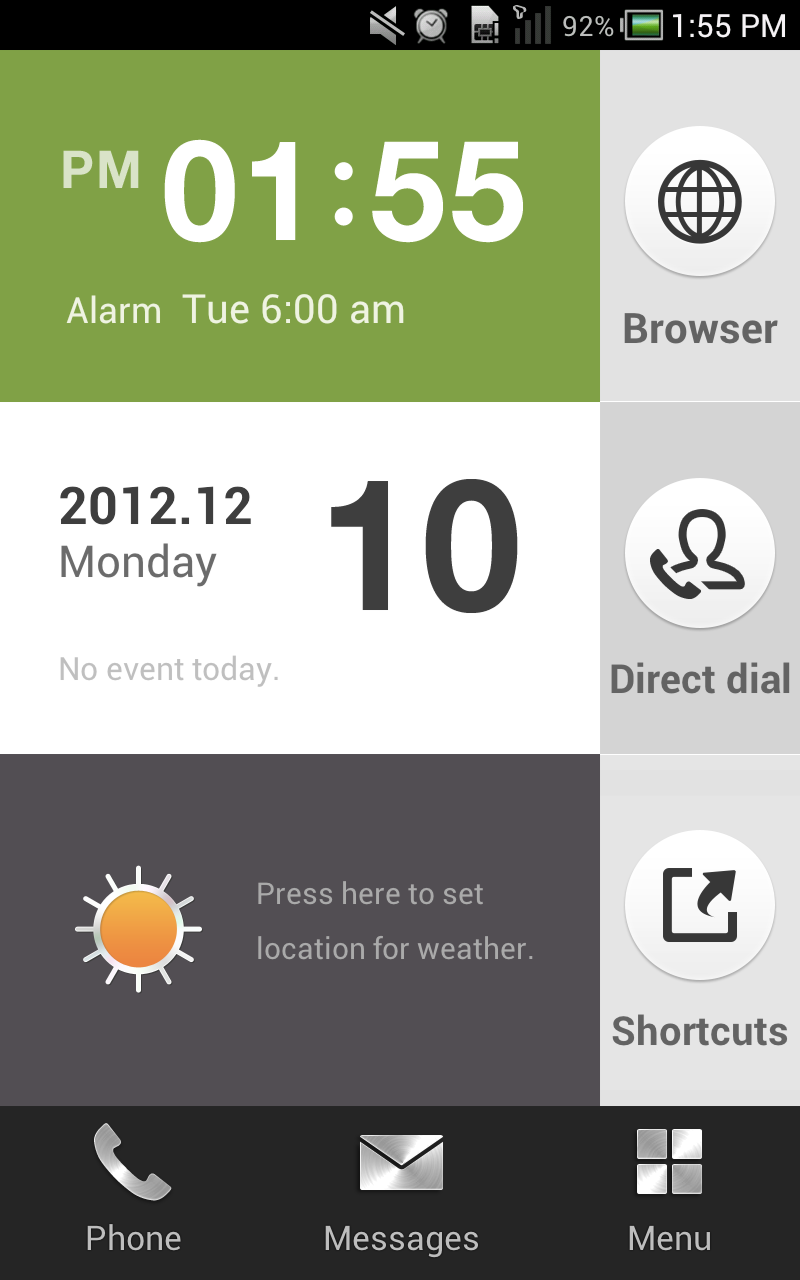 92% 1:55 PM
PM 01:55
Alarm Tue 6:00 am
Browser
2012.12
Monday
10
No event today.
Direct dial
Press here to set
location for weather.
Shortcuts
Phone Messages Menu